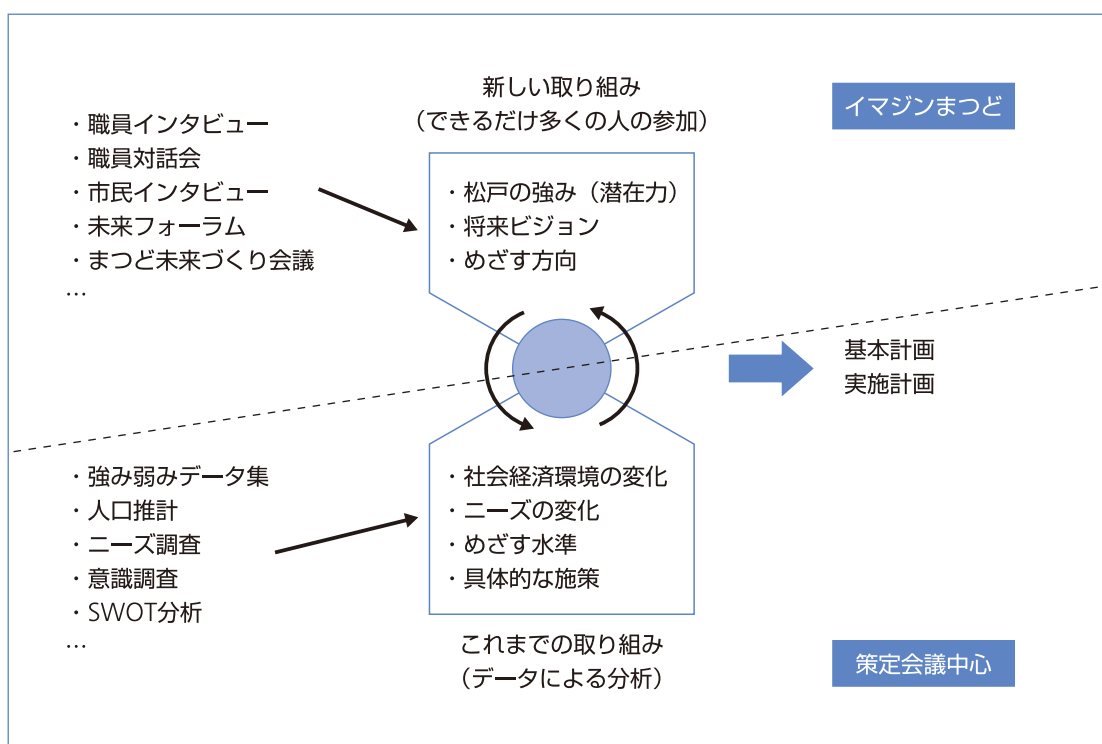 新しい取り組み
（できるだけ多くの人の参加）
イマジンまつど
・職員インタビュー
・職員対話会
・市民インタビュー
・未来フォーラム
・まつど未来づくり会議
…
・松戸の強み（潜在力）
・将来ビジョン
・めざす方向
基本計画
実施計画
・強み弱みデータ集
・人口推計
・ニーズ調査
・意識調査
・SWOT分析
…
・社会経済環境の変化
・ニーズの変化
・めざす水準
・具体的な施策
これまでの取り組み
（データによる分析）
策定会議中心